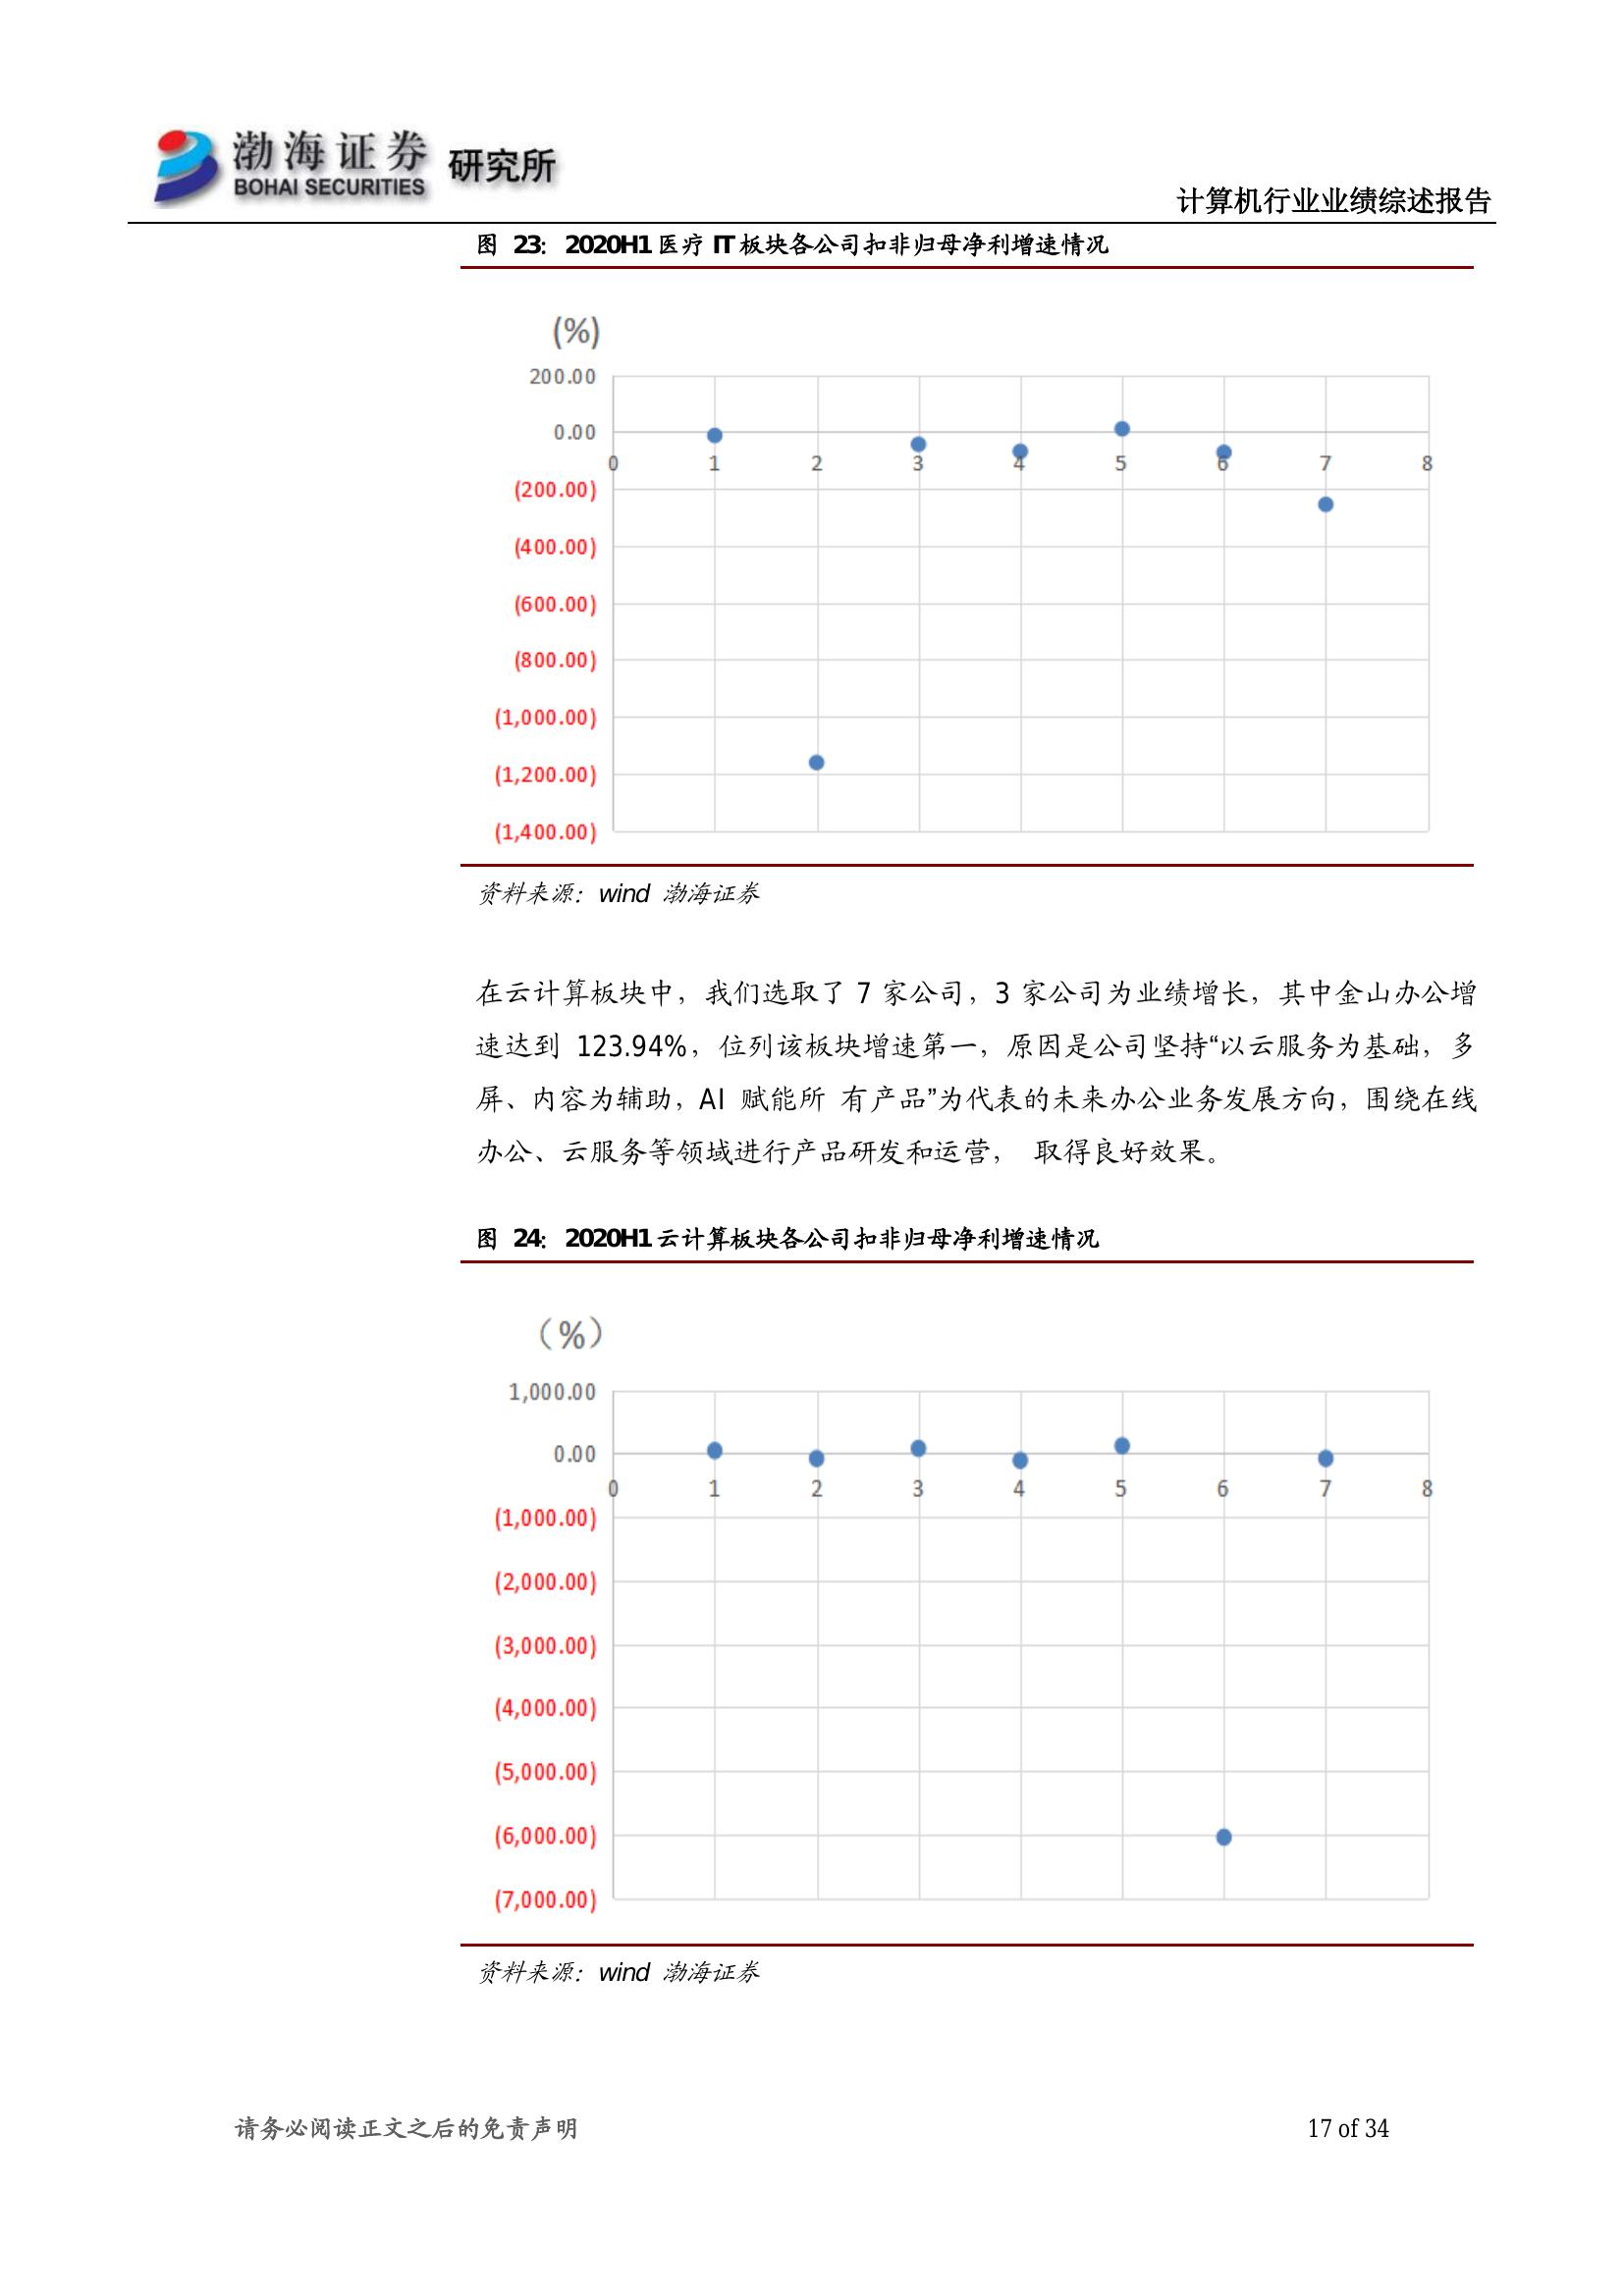 渤海证券 研究所
BOHAI SECURITIES
计算机行业业绩综述报告
图 23：2020H1 医疗 IT 板块各公司扣非归母净利增速情况
(%)
200.00
0.00
0 1 2 3 4 5 6 7 8
(200.00)
(400.00)
(600.00)
(800.00)
(1,000.00)
(1,200.00)
(1,400.00)
资料来源：wind 渤海证券
在云计算板块中，我们选取了 7 家公司，3 家公司为业绩增长，其中金山办公增
速达到 123.94%，位列该板块增速第一，原因是公司坚持“以云服务为基础，多
屏、内容为辅助，AI 赋能所 有产品”为代表的未来办公业务发展方向，围绕在线
办公、云服务等领域进行产品研发和运营， 取得良好效果。
图 24：2020H1 云计算板块各公司扣非归母净利增速情况
（%）
1,000.00
0.00
0 1 2 3 4 5 6 7 8
(1,000.00)
(2,000.00)
(3,000.00)
(4,000.00)
(5,000.00)
(6,000.00)
(7,000.00)
资料来源：wind 渤海证券
请务必阅读正文之后的免责声明 17 of 34